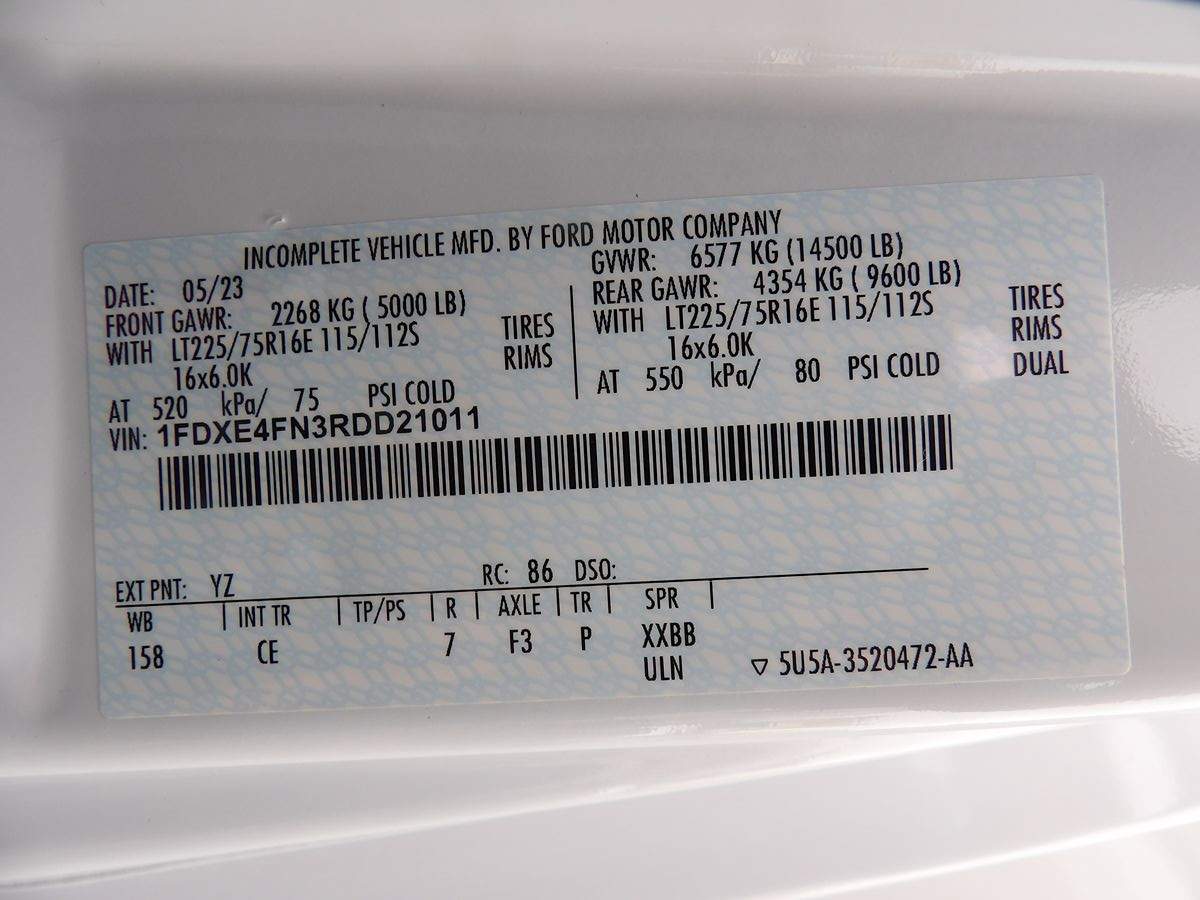 INCOMPLETE VEHICLE MFD. BY FORD MOTOR COMPANY
DATE: 05/23 GVWR: 6577 KG (14500 LB)
FRONT GAWR: 2268 KG ( 5000 LB) REAR GAWR: 4354 KG ( 9600 LB)
WITH LT225/75R16E 115/112S TIRES WITH LT225/75R16E 115/112S TIRES
16x6.0K RIMS 16x6.0K RIMS
AT 520 kPa/ 75 PSI COLD AT 550 kPa/ 80 PSI COLD DUAL
VIN: 1FDXE4FN3RDD21011
EXT PNT: YZ RC: 86 DSO:
WB INT TR TP/PS R AXLE TR SPR
158 CE 7 F3 P XXBB
ULN ▽ 5U5A-3520472-AA